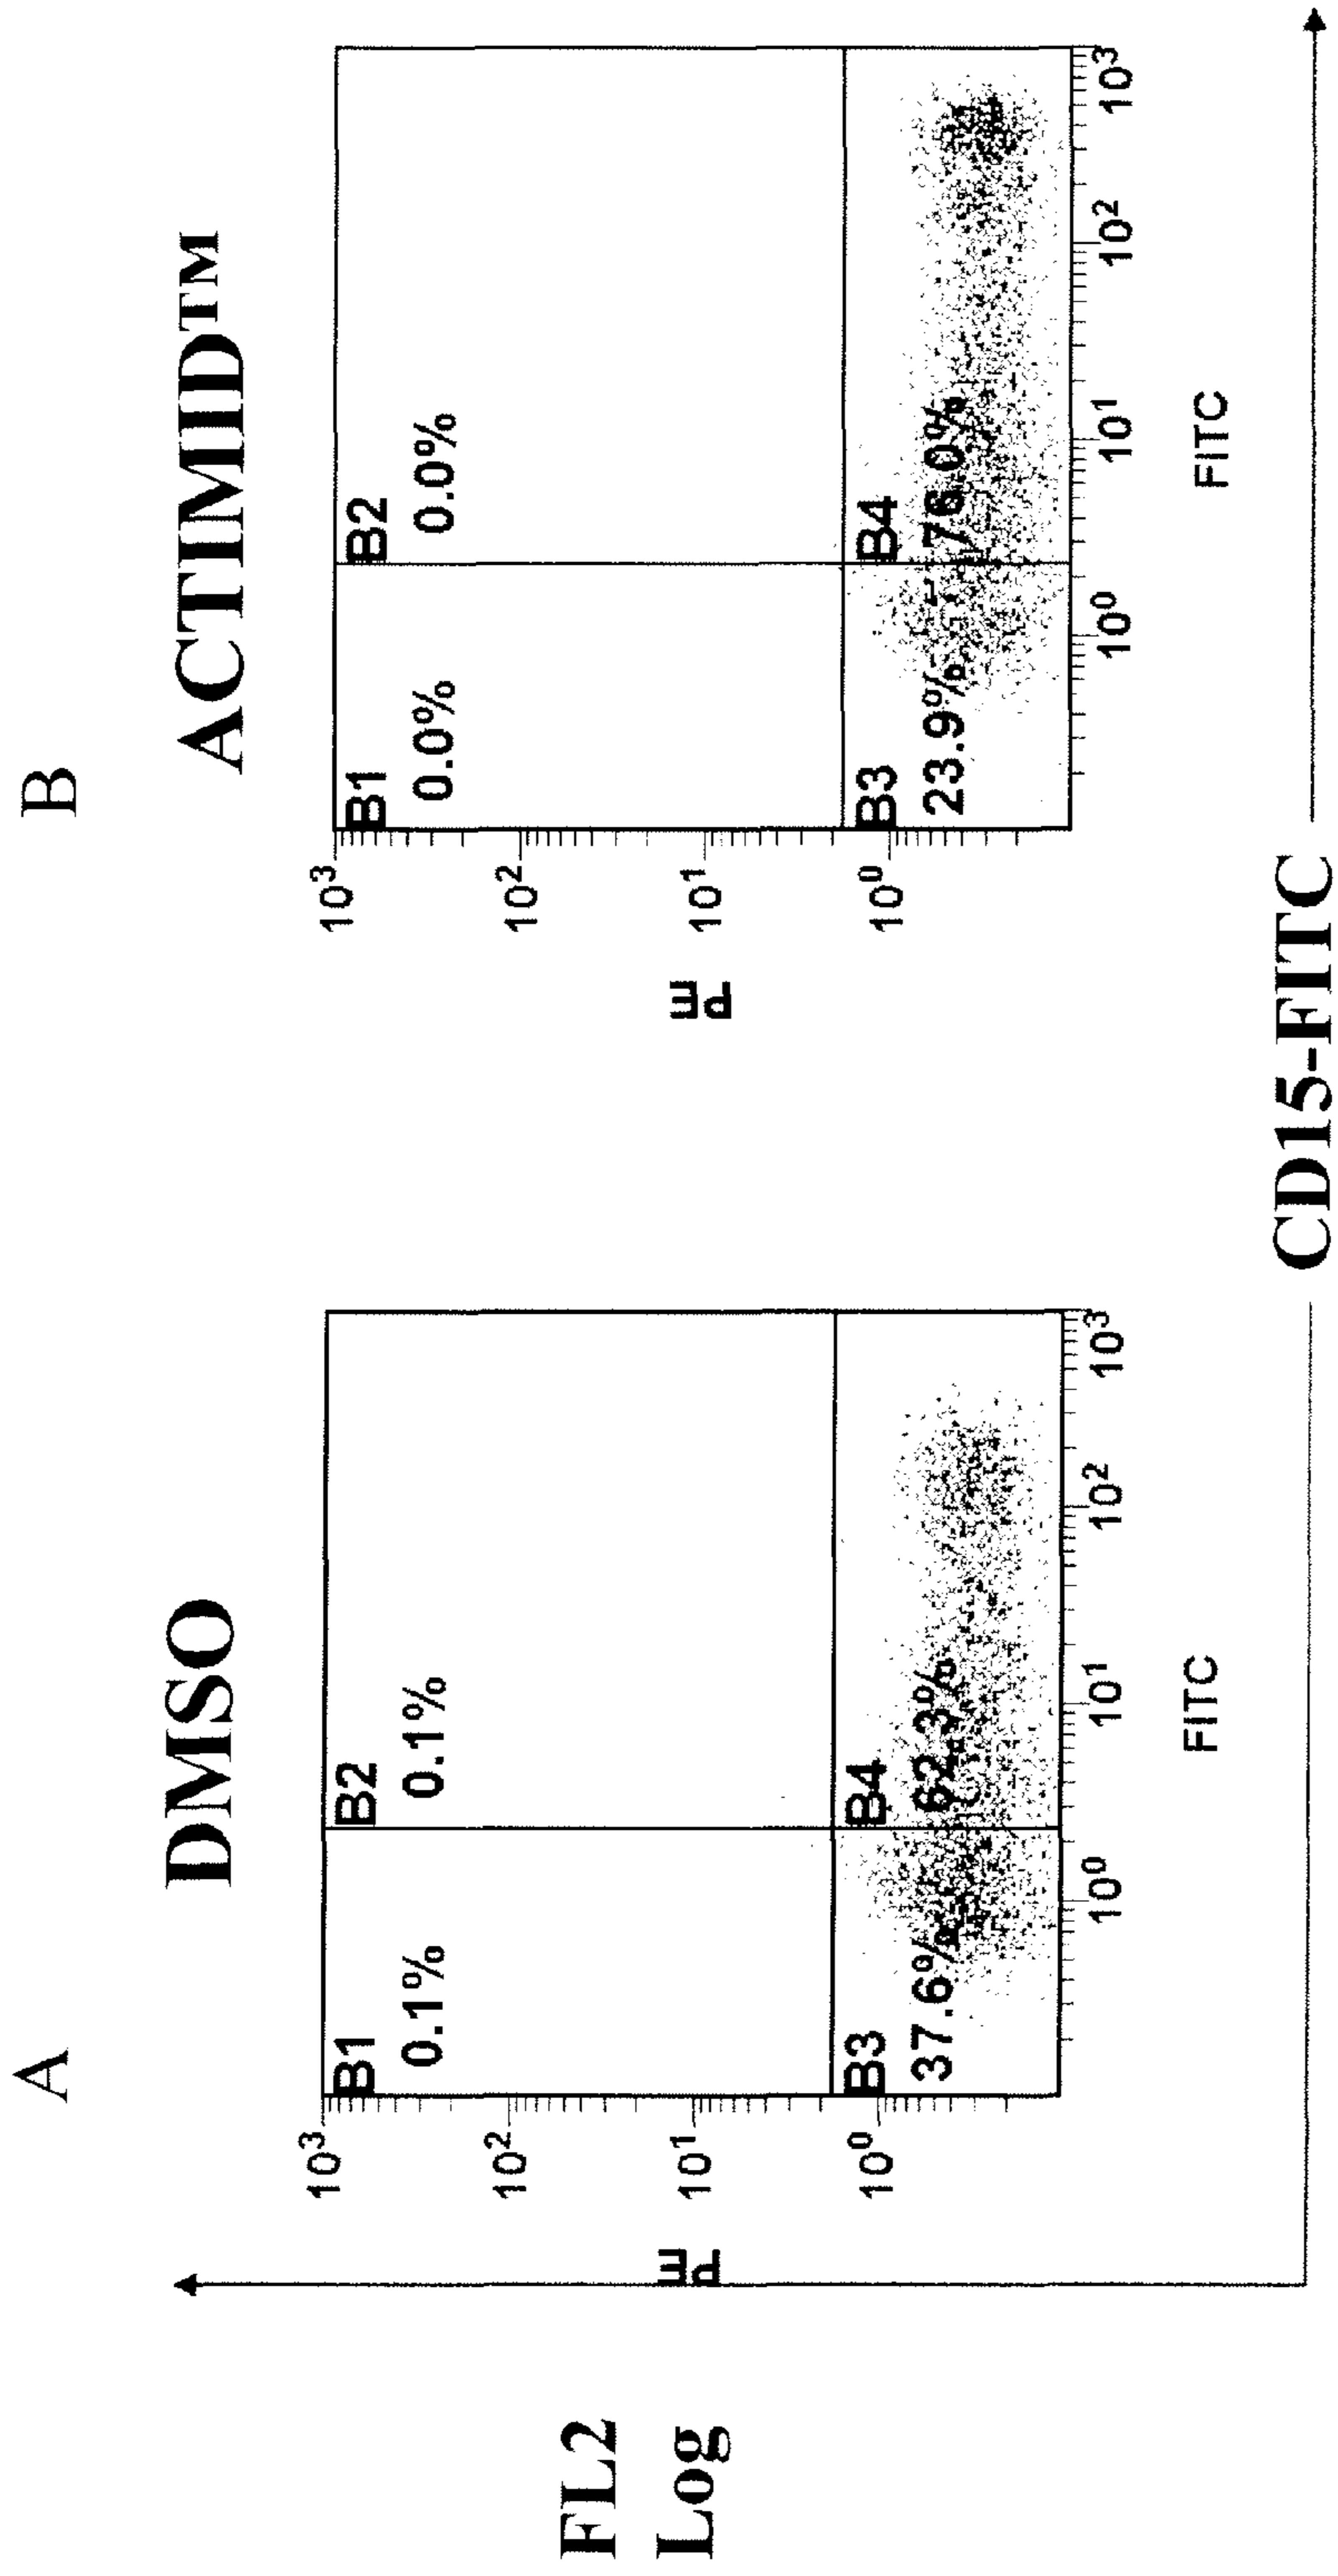 A
DMSO
B1
0.1%
B2
0.1%
B3
37.6%
B4
62.3%
10³
10²
10¹
10⁰
PE
10⁰
10¹
10²
10³
FITC
B
ACTIMID™
B1
0.0%
B2
0.0%
B3
23.9%
B4
76.0%
10³
10²
10¹
10⁰
PE
10⁰
10¹
10²
10³
FITC
FL2
Log
CD15-FITC